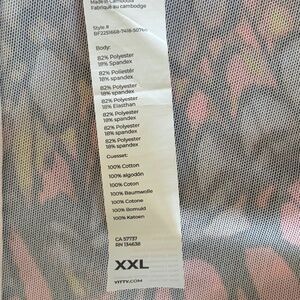 Made in Cambodia
Fabriqué au cambodge
Style #
Body:
82% Polyester
18% Spandex
82% Poliéster
18% Spandex
82% Polyester
18% spandex
82% Polyester
18% Elasthan
82% Polyester
18% spandex
82% Polyester
18% spandex
82% Polyester
18% spandex
Gusset:
100% Cotton
100% algodón
100% Coton
100% Baumwolle
100% Cotone
100% Bomuld
100% Katoen
CA 57737
RN 134638
XXL
YITTY.COM